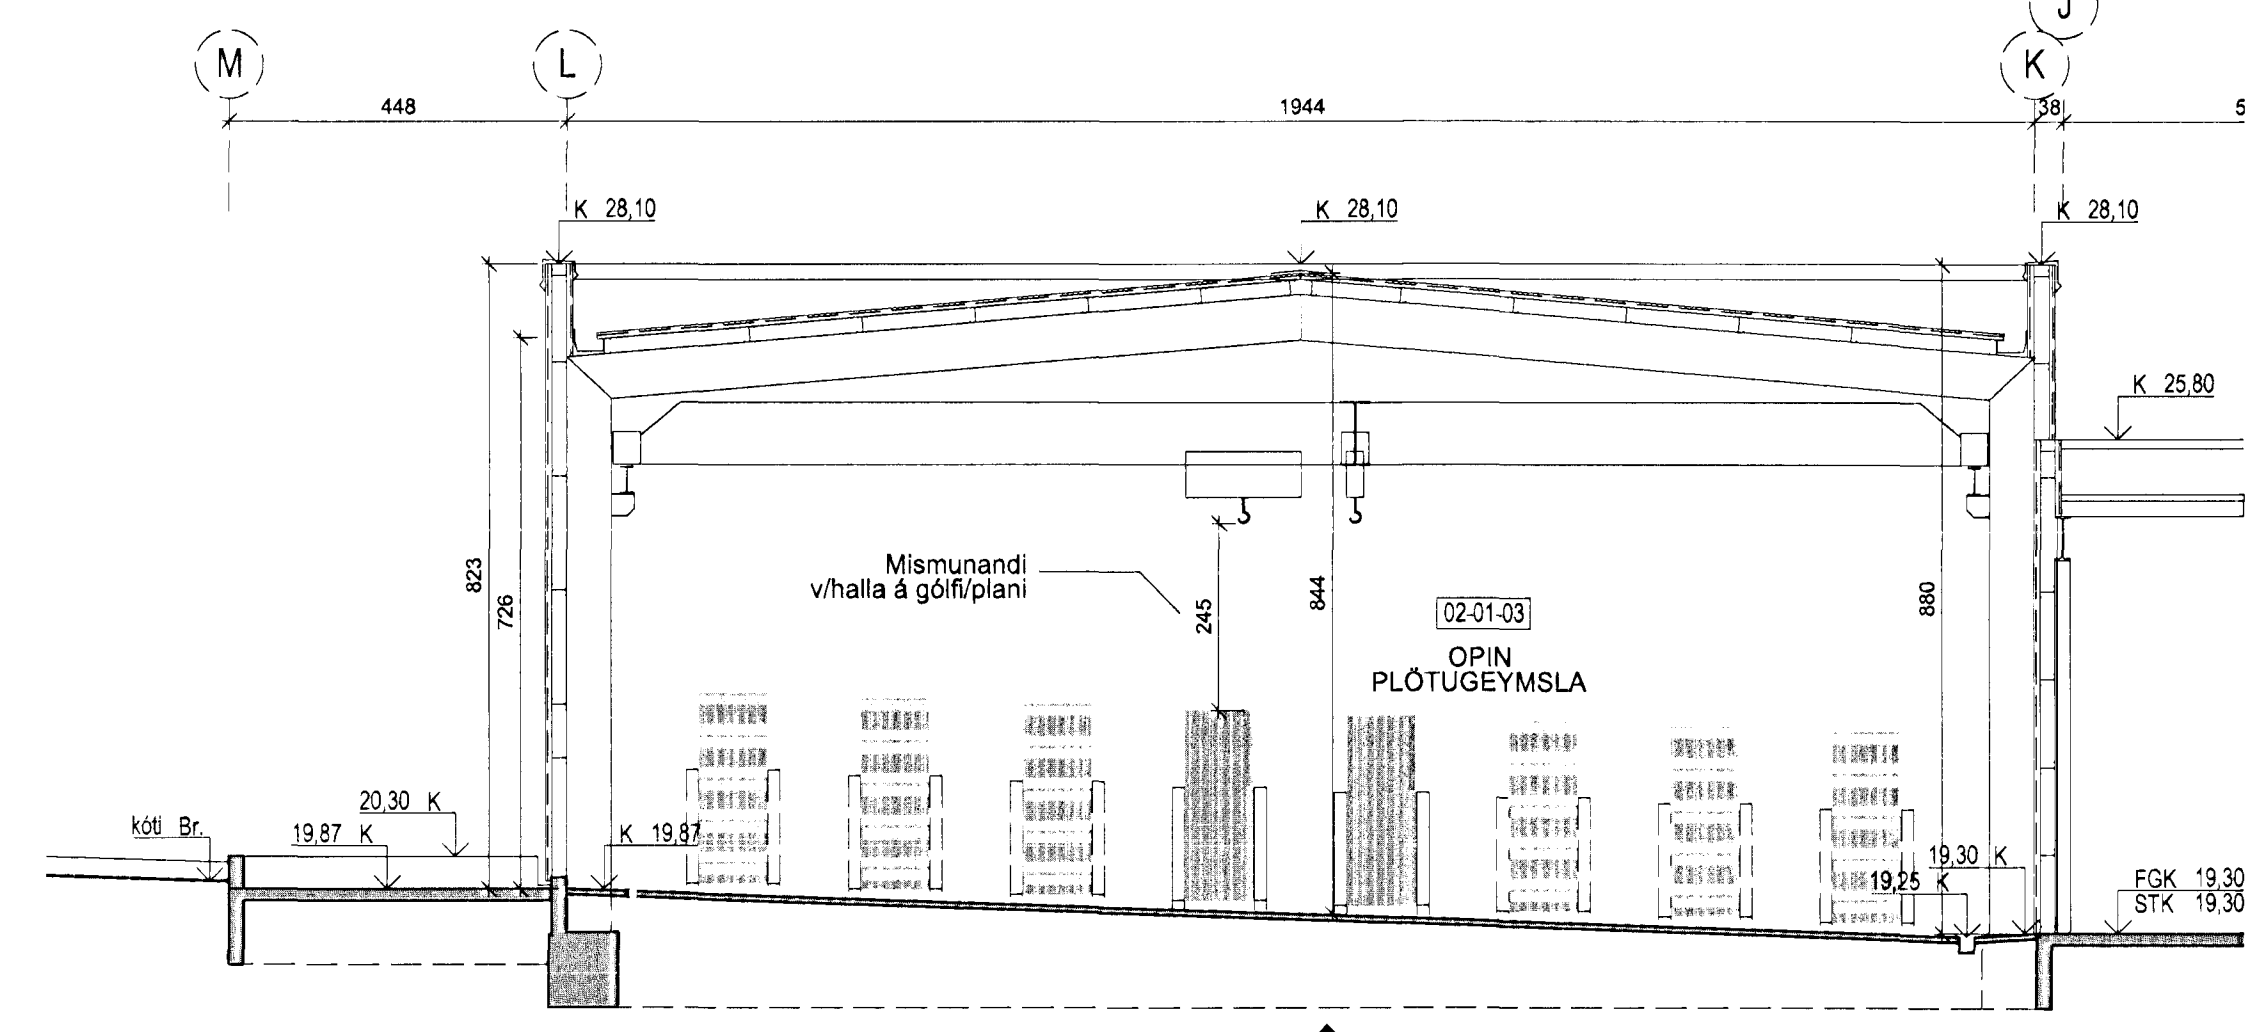 J
M
L
K
448
1944
38
5
K 28,10
K 28,10
K 28,10
K 25,80
823
726
Mismunandi
v/halla á gólfi/plani
245
844
880
02-01-03
OPIN
PLÖTUGEYMSLA
kóti Br.
20,30 K
19,87 K
K 19,87
19,30 K
19,25 K
FGK 19,30
STK 19,30